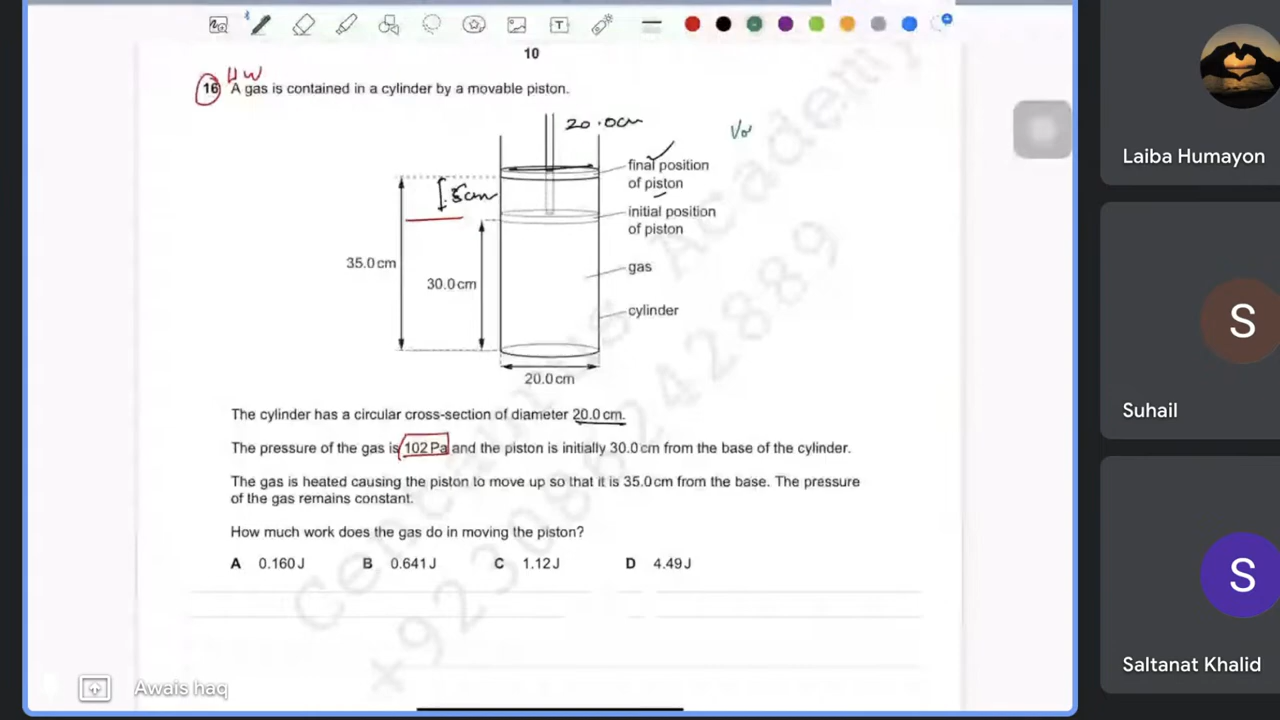 10
HW
16 A gas is contained in a cylinder by a movable piston.
20.0cm
Vo
final position
of piston
5cm
initial position
of piston
35.0 cm
30.0 cm
gas
cylinder
20.0 cm
The cylinder has a circular cross-section of diameter 20.0 cm.
The pressure of the gas is 102 Pa and the piston is initially 30.0 cm from the base of the cylinder.
The gas is heated causing the piston to move up so that it is 35.0 cm from the base. The pressure
of the gas remains constant.
How much work does the gas do in moving the piston?
A 0.160 J B 0.641 J C 1.12 J D 4.49 J
Awais haq
Laiba Humayon
S
Suhail
S
Saltanat Khalid
Academy
+923086242889